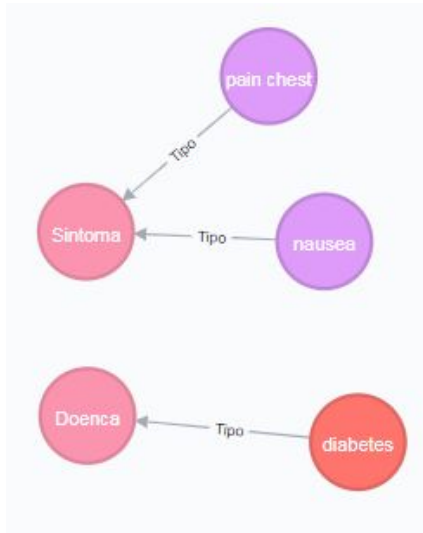 pain chest
Tipo
Sintoma
Tipo
nausea
Doenca
Tipo
diabetes